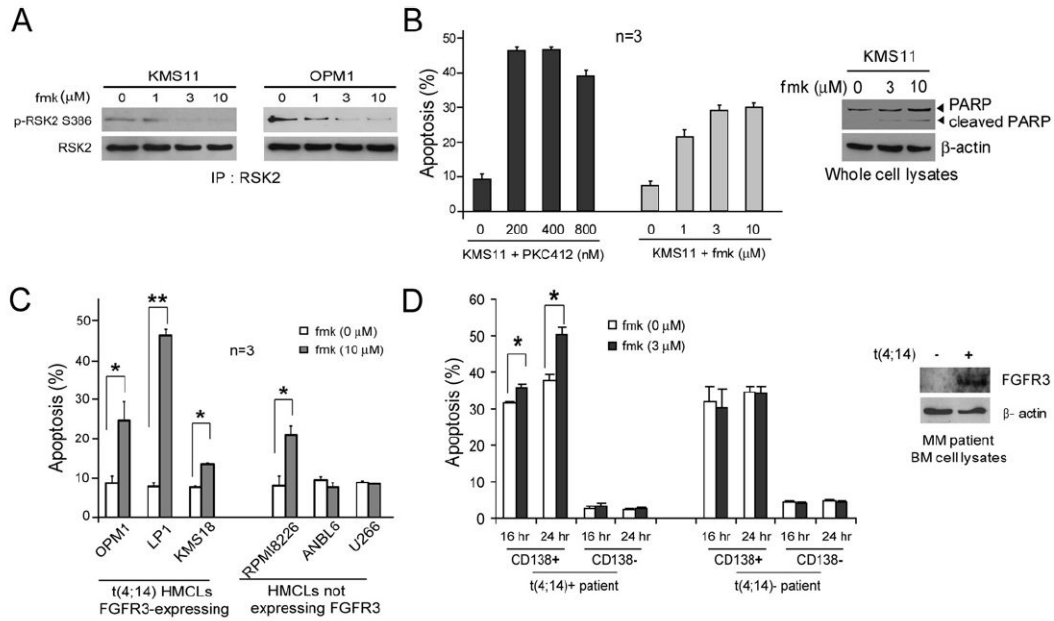 A
KMS11
OPM1
fmk (μM)
0 1 3 10
0 1 3 10
p-RSK2 S386
RSK2
IP : RSK2
B
n=3
Apoptosis (%)
50
40
30
20
10
0
0 200 400 800
KMS11 + PKC412 (nM)
0 1 3 10
KMS11 + fmk (μM)
KMS11
fmk (μM)
0 3 10
PARP
cleaved PARP
β-actin
Whole cell lysates
C
n=3
fmk (0 μM)
fmk (10 μM)
Apoptosis (%)
50
40
30
20
10
0
*
**
*
*
OPM1
LP1
KMS18
RPMI8226
ANBL6
U266
t(4;14) HMCLs
FGFR3-expressing
HMCLs not
expressing FGFR3
D
fmk (0 μM)
fmk (3 μM)
Apoptosis (%)
60
50
40
30
20
10
0
*
*
16 hr 24 hr 16 hr 24 hr
CD138+ CD138-
t(4;14)+ patient
16 hr 24 hr 16 hr 24 hr
CD138+ CD138-
t(4;14)- patient
t(4;14) - +
FGFR3
β- actin
MM patient
BM cell lysates